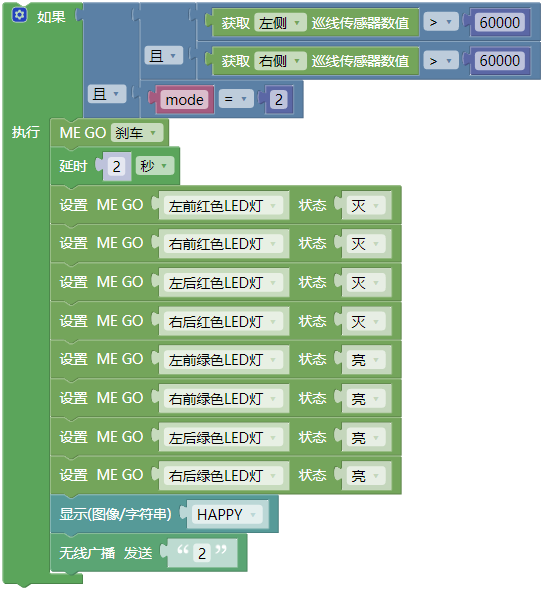 如果 获取 左侧 巡线传感器数值 > 60000
且 获取 右侧 巡线传感器数值 > 60000
且 mode = 2
执行 ME GO 刹车
延时 2 秒
设置 ME GO 左前红色LED灯 状态 灭
设置 ME GO 右前红色LED灯 状态 灭
设置 ME GO 左后红色LED灯 状态 灭
设置 ME GO 右后红色LED灯 状态 灭
设置 ME GO 左前绿色LED灯 状态 亮
设置 ME GO 右前绿色LED灯 状态 亮
设置 ME GO 左后绿色LED灯 状态 亮
设置 ME GO 右后绿色LED灯 状态 亮
显示(图像/字符串) HAPPY
无线广播 发送 “ 2 ”